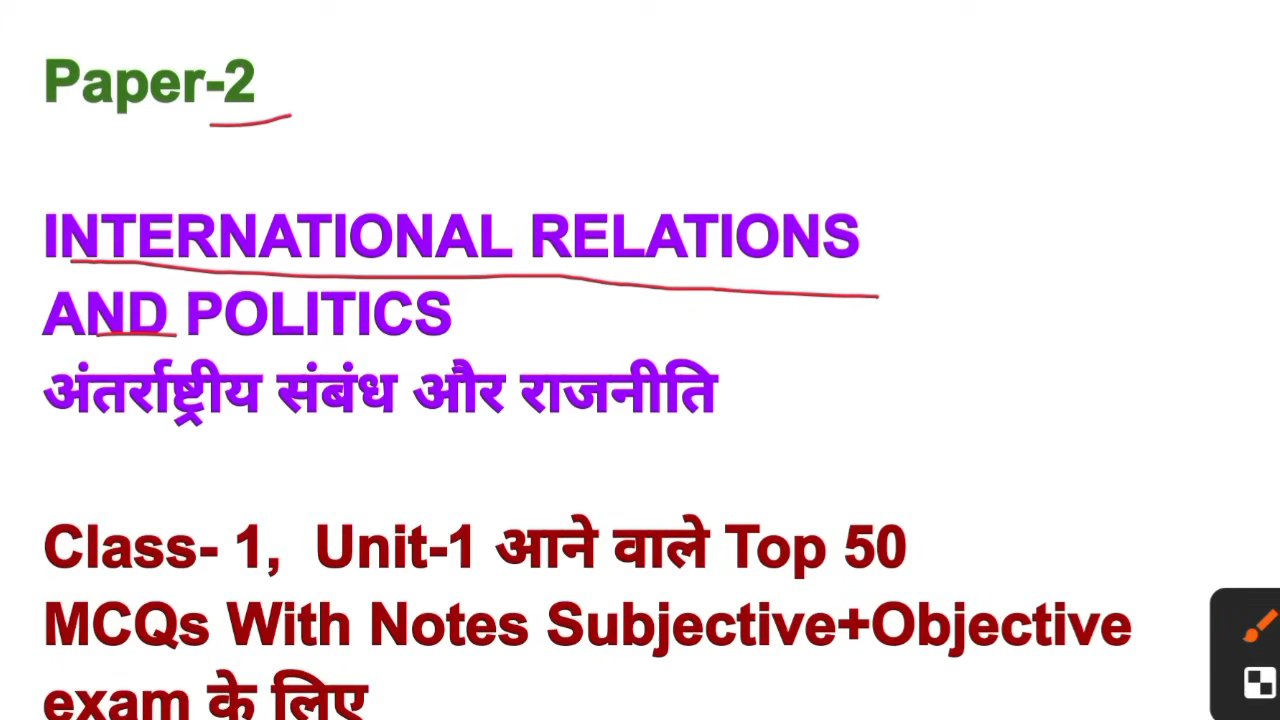 Paper-2
INTERNATIONAL RELATIONS
AND POLITICS
अंतर्राष्ट्रीय संबंध और राजनीति
Class- 1,  Unit-1 आने वाले Top 50
MCQs With Notes Subjective+Objective
exam के लिए